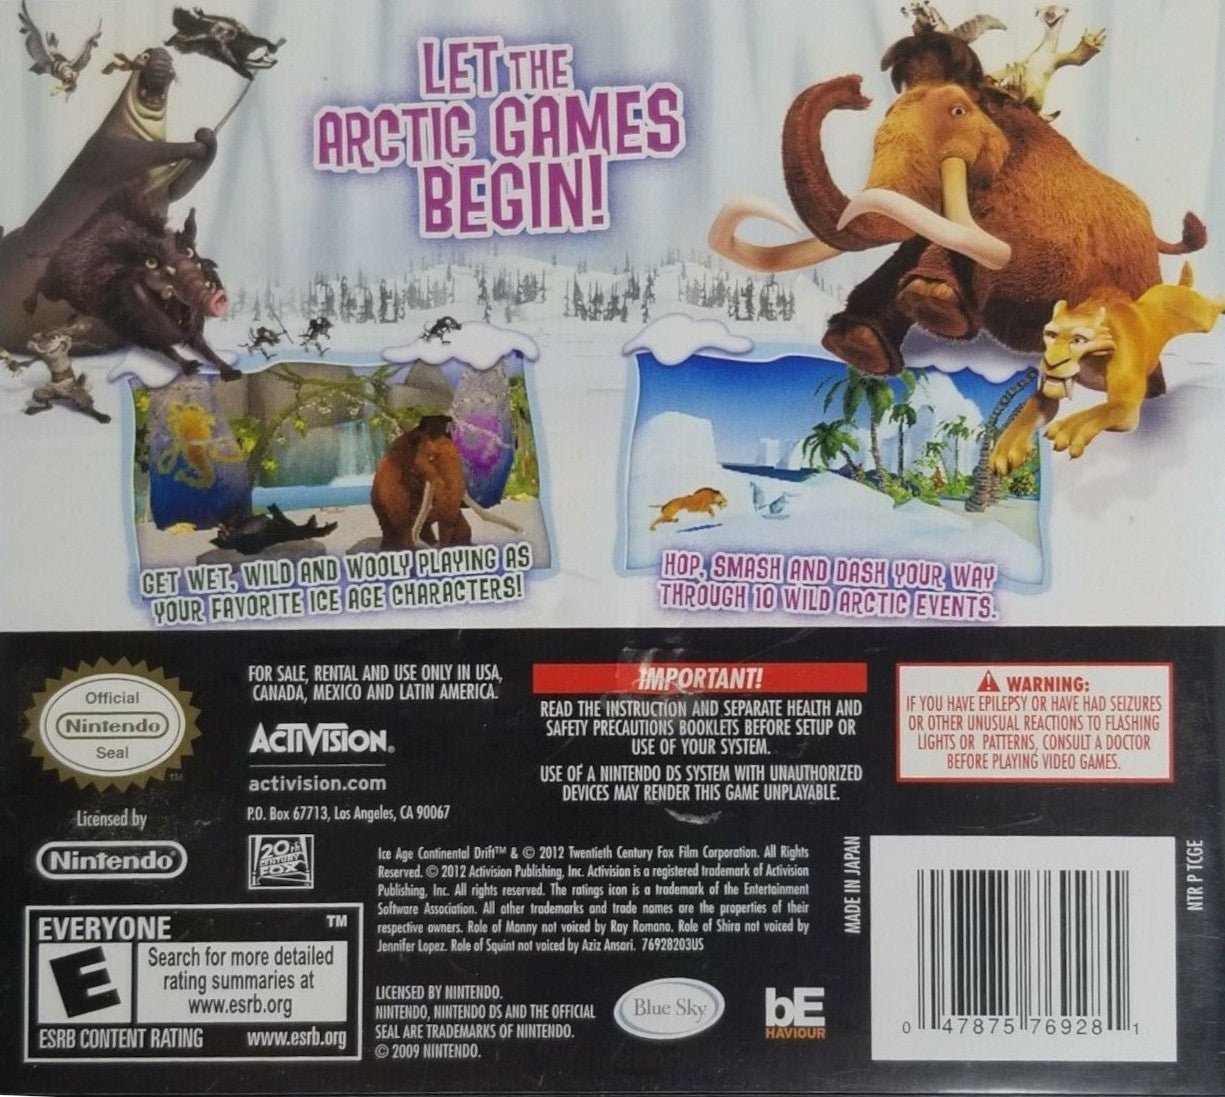 LET THE
ARCTIC GAMES
BEGIN!
GET WET, WILD AND WOOLY PLAYING AS
YOUR FAVORITE ICE AGE CHARACTERS!
HOP, SMASH AND DASH YOUR WAY
THROUGH 10 WILD ARCTIC EVENTS.
Official
Nintendo
Seal
TM
Licensed by
Nintendo®
FOR SALE, RENTAL AND USE ONLY IN USA,
CANADA, MEXICO AND LATIN AMERICA.
ACTIVISION®
activision.com
P.O. Box 67713, Los Angeles, CA 90067
IMPORTANT!
READ THE INSTRUCTION AND SEPARATE HEALTH AND
SAFETY PRECAUTIONS BOOKLETS BEFORE SETUP OR
USE OF YOUR SYSTEM.
USE OF A NINTENDO DS SYSTEM WITH UNAUTHORIZED
DEVICES MAY RENDER THIS GAME UNPLAYABLE.
⚠ WARNING:
IF YOU HAVE EPILEPSY OR HAVE HAD SEIZURES
OR OTHER UNUSUAL REACTIONS TO FLASHING
LIGHTS OR PATTERNS, CONSULT A DOCTOR
BEFORE PLAYING VIDEO GAMES.
20th
CENTURY
FOX
Ice Age Continental Drift™ & © 2012 Twentieth Century Fox Film Corporation. All Rights
Reserved. © 2012 Activision Publishing, Inc. Activision is a registered trademark of Activision
Publishing, Inc. All rights reserved. The ratings icon is a trademark of the Entertainment
Software Association. All other trademarks and trade names are the properties of their
respective owners. Role of Manny not voiced by Ray Romano. Role of Shira not voiced by
Jennifer Lopez. Role of Squint not voiced by Aziz Ansari. 76928203US
EVERYONE
TM
E
Search for more detailed
rating summaries at
www.esrb.org
ESRB CONTENT RATING www.esrb.org
LICENSED BY NINTENDO.
NINTENDO, NINTENDO DS AND THE OFFICIAL
SEAL ARE TRADEMARKS OF NINTENDO.
© 2009 NINTENDO.
Blue Sky
bE
HAVIOUR
MADE IN JAPAN
0 47875 76928 1
NTR P TCGE